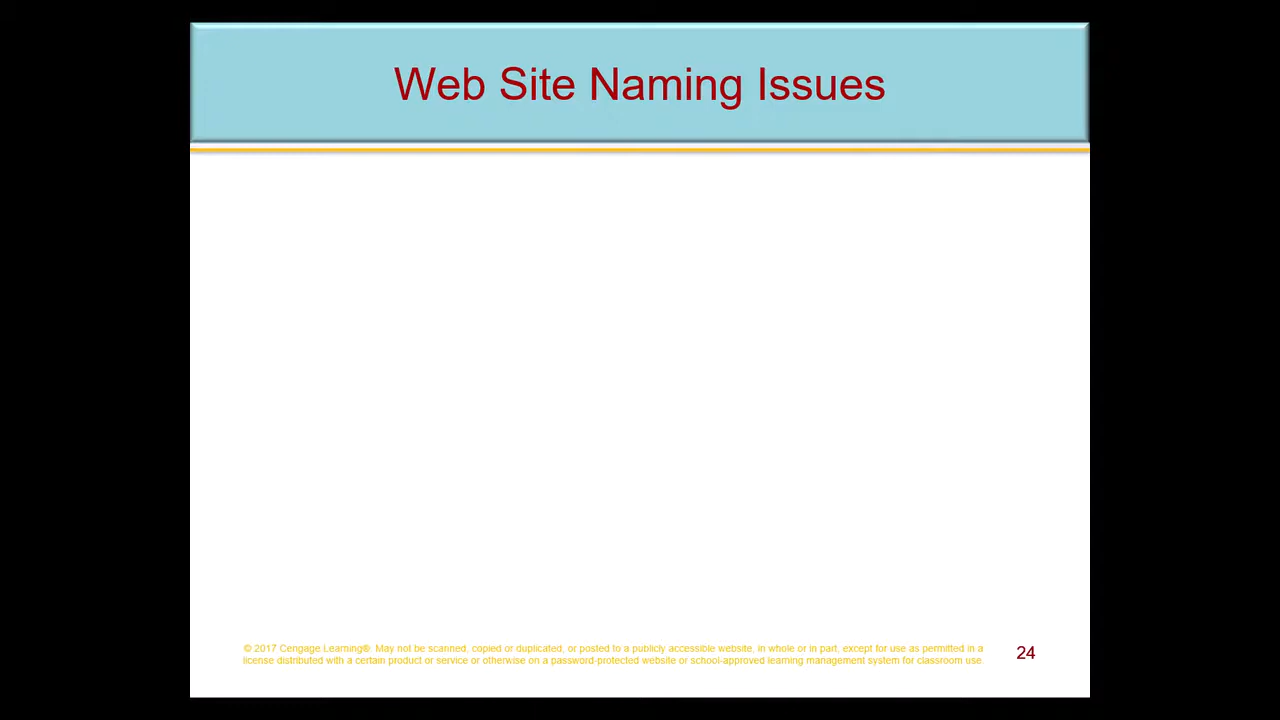 Web Site Naming Issues
© 2017 Cengage Learning® May not be scanned, copied or duplicated, or posted to a publicly accessible website, in whole or in part, except for use as permitted in a
license distributed with a certain product or service or otherwise on a password-protected website or school-approved learning management system for classroom use.
24